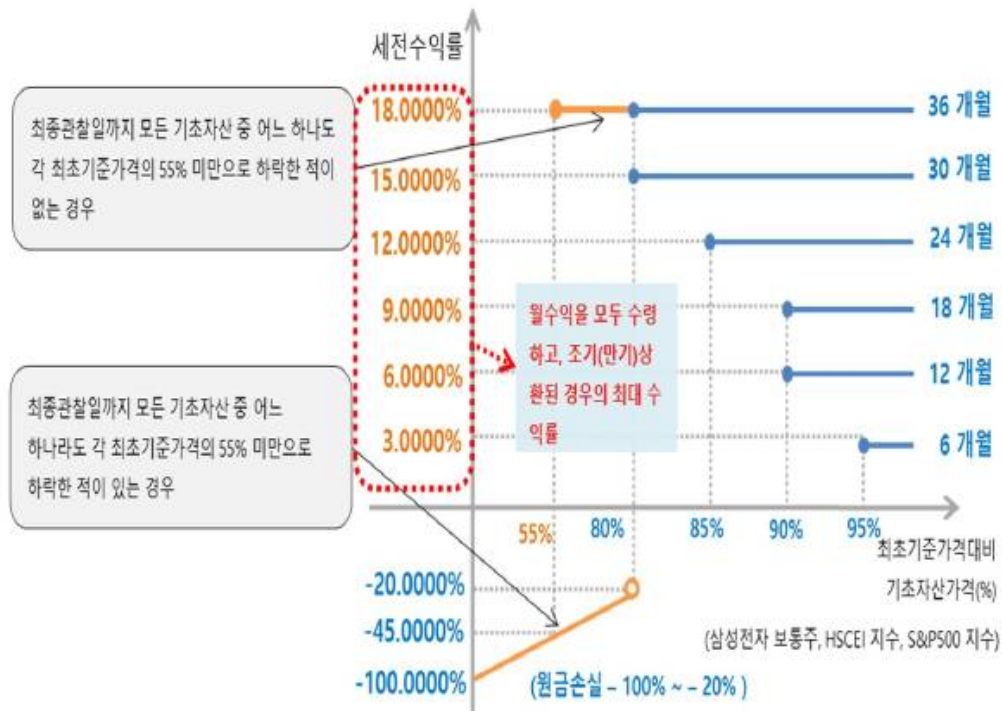 세전수익률
최종관찰일까지 모든 기초자산 중 어느 하나도
각 최초기준가격의 55% 미만으로 하락한 적이
없는 경우
18.0000%
36 개월
15.0000%
30 개월
12.0000%
24 개월
9.0000%
18 개월
6.0000%
12 개월
3.0000%
6 개월
월수익을 모두 수령
하고, 조기(만기)상
환된 경우의 최대 수
익률
최종관찰일까지 모든 기초자산 중 어느
하나라도 각 최초기준가격의 55% 미만으로
하락한 적이 있는 경우
55%
80%
85%
90%
95%
최초기준가격대비
기초자산가격(%)
(삼성전자 보통주, HSCEI 지수, S&P500 지수)
-20.0000%
-45.0000%
-100.0000%
(원금손실 – 100% ~ – 20% )